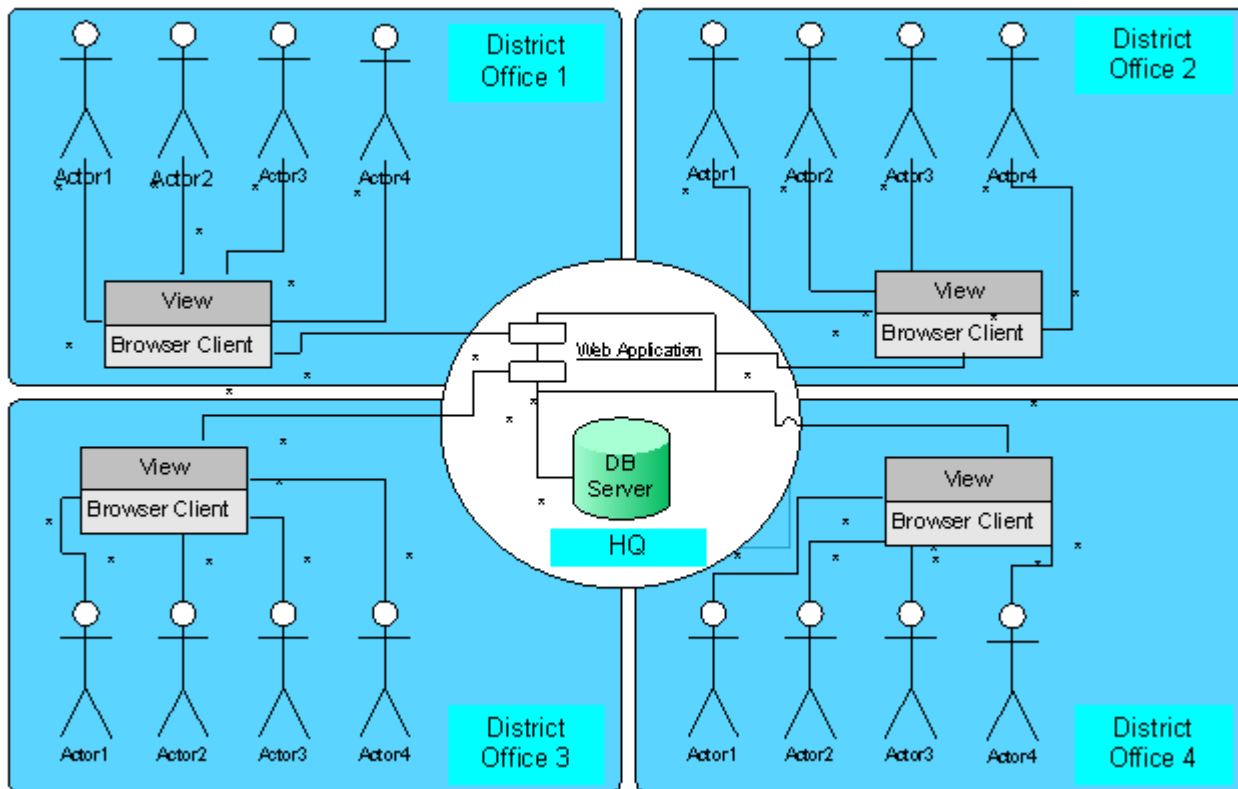 District
Office 1
Actor1
Actor2
Actor3
Actor4
View
Browser Client
District
Office 2
Actor1
Actor2
Actor3
Actor4
View
Browser Client
Web Application
DB
Server
HQ
View
Browser Client
Actor1
Actor2
Actor3
Actor4
District
Office 3
View
Browser Client
Actor1
Actor2
Actor3
Actor4
District
Office 4